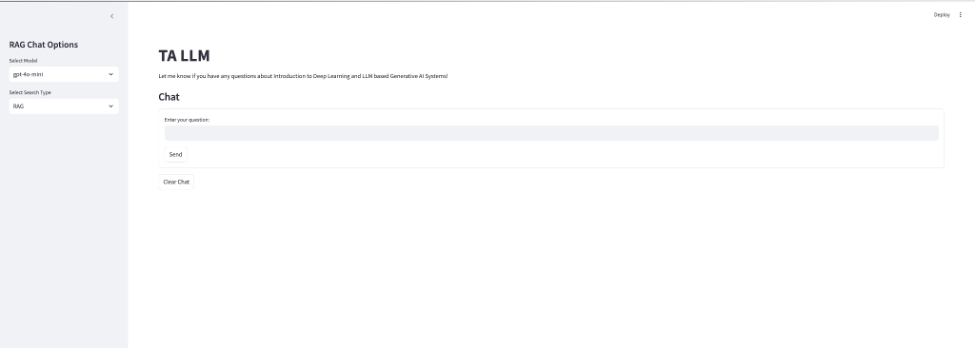 Deploy
RAG Chat Options
Select Model
gpt-4o-mini
Select Search Type
RAG
TA LLM
Let me know if you have any questions about Introduction to Deep Learning and LLM based Generative AI Systems!
Chat
Enter your question:
Send
Clear Chat